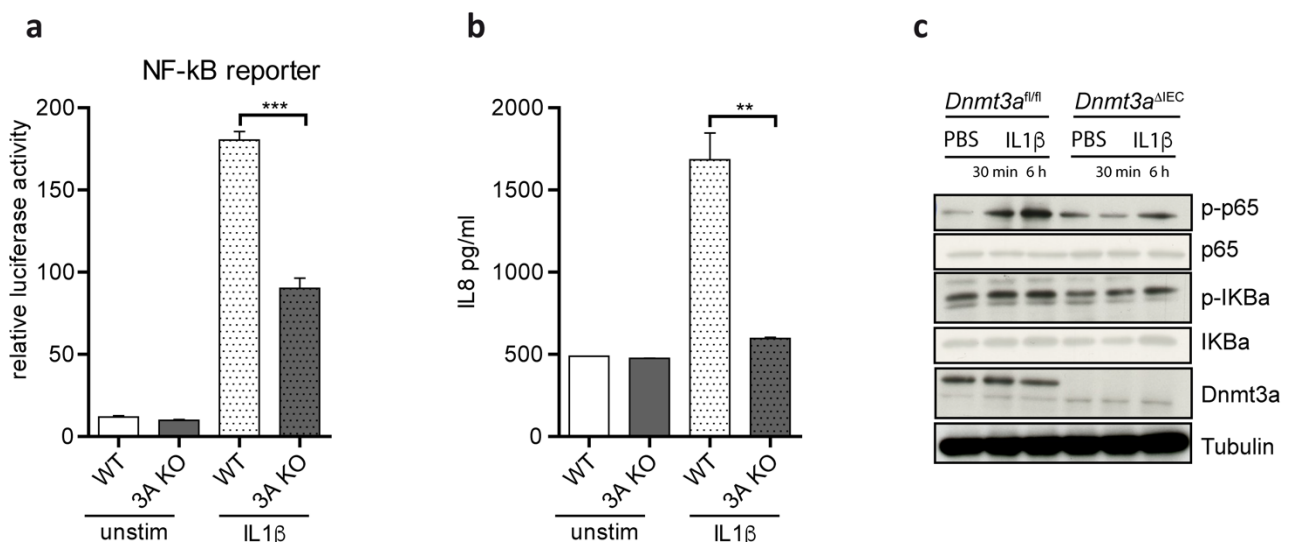 a
NF-kB reporter
relative luciferase activity
200
150
100
50
0
***
WT
3A KO
WT
3A KO
unstim
IL1β
b
IL8 pg/ml
2000
1500
1000
500
0
**
WT
3A KO
WT
3A KO
unstim
IL1β
c
Dnmt3afl/fl Dnmt3aΔIEC
PBS IL1β PBS IL1β
30 min 6 h 30 min 6 h
p-p65
p65
p-IKBa
IKBa
Dnmt3a
Tubulin